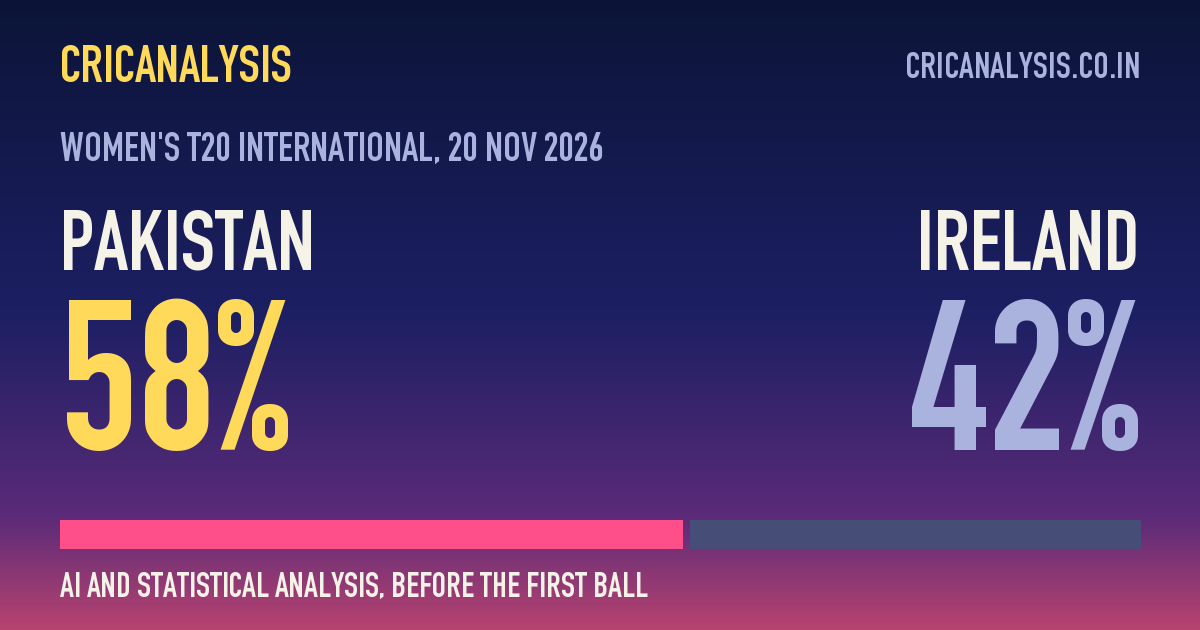 CRICANALYSIS
CRICANALYSIS.CO.IN
WOMEN'S T20 INTERNATIONAL, 20 NOV 2026
PAKISTAN
IRELAND
58%
42%
AI AND STATISTICAL ANALYSIS, BEFORE THE FIRST BALL